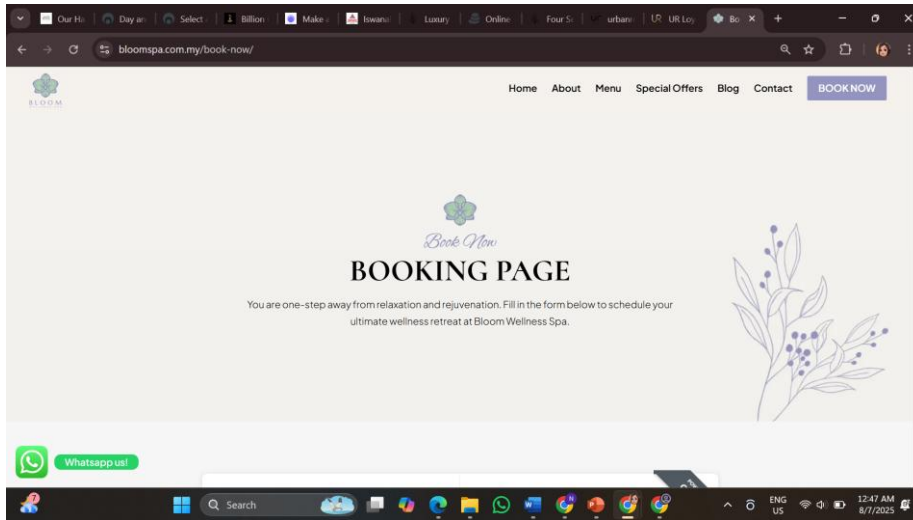 Our Ha
Day an
Select
Billion
Make
Iswana
Luxury
Online
Four S
urban
UR Loy
Bo
bloomspa.com.my/book-now/
BLOOM
Home About Menu Special Offers Blog Contact BOOK NOW
Book Now
BOOKING PAGE
You are one-step away from relaxation and rejuvenation. Fill in the form below to schedule your
ultimate wellness retreat at Bloom Wellness Spa.
Whatsapp us!
7
Search
ENG
US
12:47 AM
8/7/2025